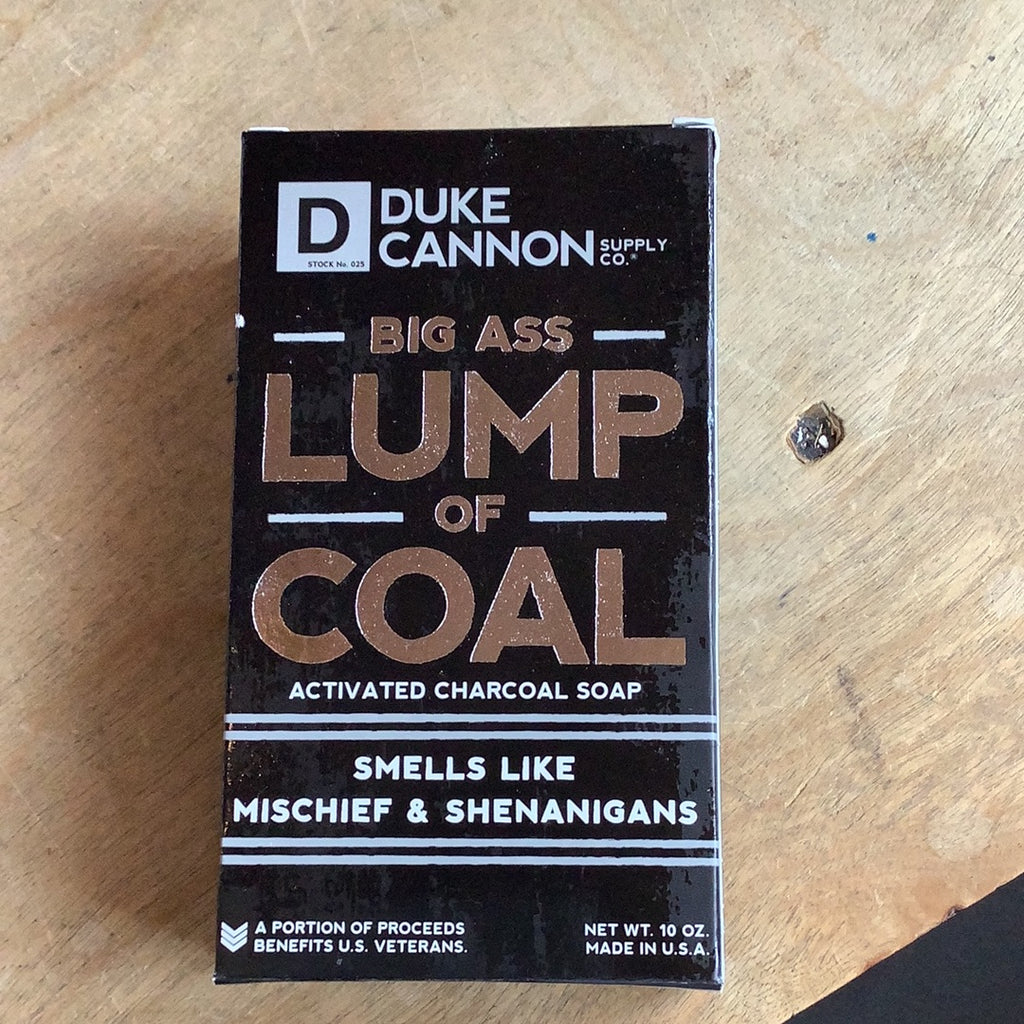 D
STOCK No. 025
DUKE
CANNON SUPPLY CO.®
BIG ASS
LUMP
OF
COAL
ACTIVATED CHARCOAL SOAP
SMELLS LIKE
MISCHIEF & SHENANIGANS
A PORTION OF PROCEEDS
BENEFITS U.S. VETERANS.
NET WT. 10 OZ.
MADE IN U.S.A.